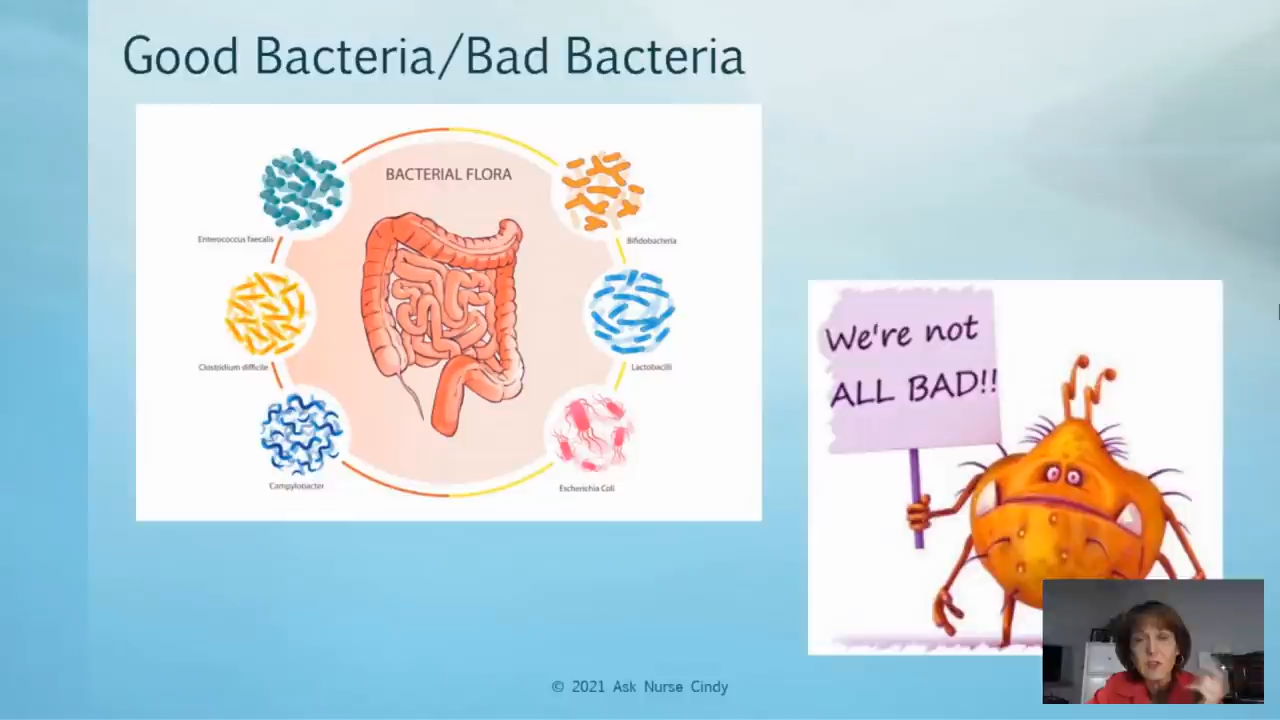 Good Bacteria/Bad Bacteria
BACTERIAL FLORA
Enterococcus faecalis
Bifidobacteria
Clostridium difficile
Lactobacilli
Campylobacter
Escherichia Coli
We're not
ALL BAD!!
© 2021 Ask Nurse Cindy